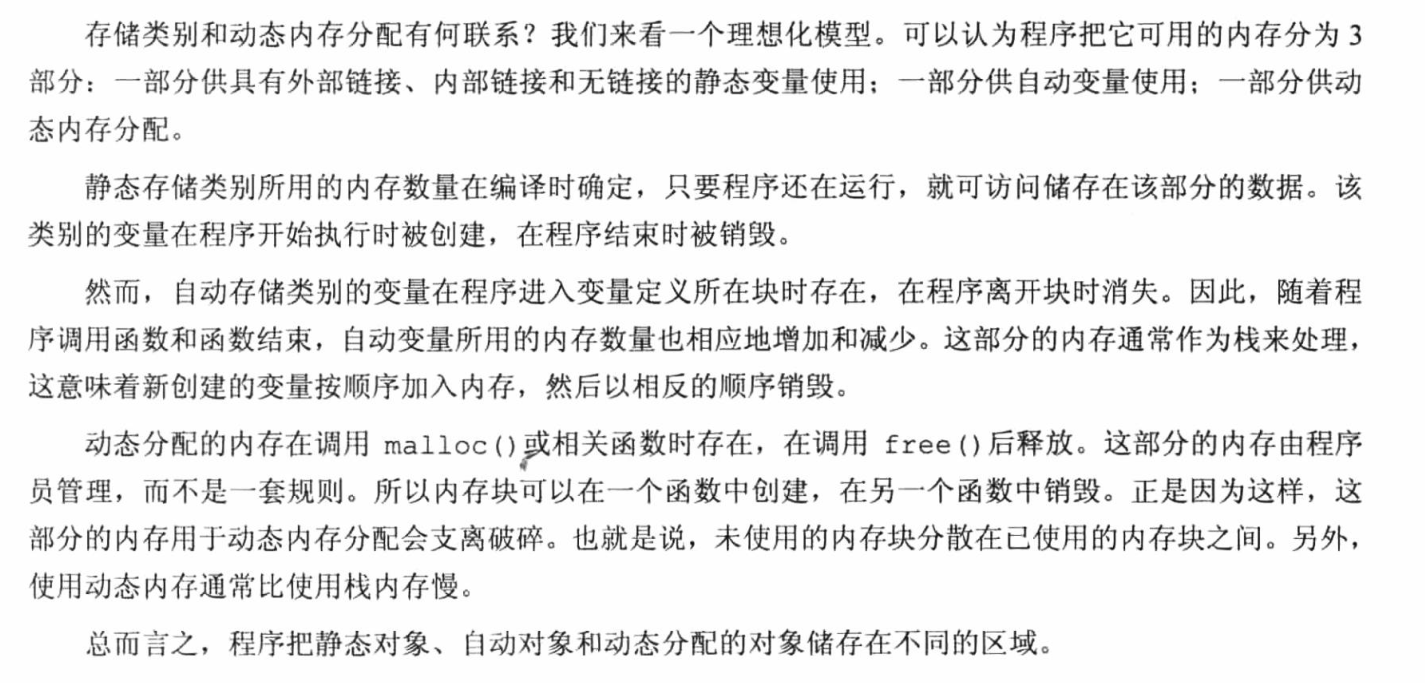 存储类别和动态内存分配有何联系？我们来看一个理想化模型。可以认为程序把它可用的内存分为 3
部分：一部分供具有外部链接、内部链接和无链接的静态变量使用；一部分供自动变量使用；一部分供动
态内存分配。
静态存储类别所用的内存数量在编译时确定，只要程序还在运行，就可访问储存在该部分的数据。该
类别的变量在程序开始执行时被创建，在程序结束时被销毁。
然而，自动存储类别的变量在程序进入变量定义所在块时存在，在程序离开块时消失。因此，随着程
序调用函数和函数结束，自动变量所用的内存数量也相应地增加和减少。这部分的内存通常作为栈来处理，
这意味着新创建的变量按顺序加入内存，然后以相反的顺序销毁。
动态分配的内存在调用 malloc()或相关函数时存在，在调用 free()后释放。这部分的内存由程序
员管理，而不是一套规则。所以内存块可以在一个函数中创建，在另一个函数中销毁。正是因为这样，这
部分的内存用于动态内存分配会支离破碎。也就是说，未使用的内存块分散在已使用的内存块之间。另外，
使用动态内存通常比使用栈内存慢。
总而言之，程序把静态对象、自动对象和动态分配的对象储存在不同的区域。